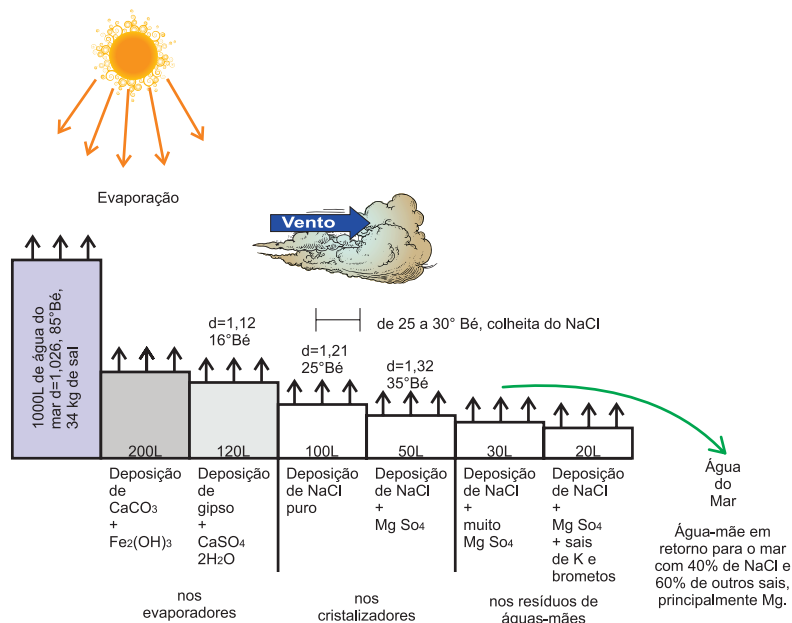 Evaporação
Vento
de 25 a 30° Bé, colheita do NaCl
1000L de água do
mar d=1,026, 85°Bé,
34 kg de sal
d=1,12
16°Bé
d=1,21
25°Bé
d=1,32
35°Bé
200L
120L
100L
50L
30L
20L
Deposição
de
CaCO3
+
Fe2(OH)3
Deposição
de
gipso
+
CaSO4
2H2O
Deposição
de NaCl
puro
Deposição
de NaCl
+
Mg So4
Deposição
de NaCl
+
muito
Mg So4
Deposição
de NaCl
+
Mg SO4
+ sais
de K e
brometos
nos
evaporadores
nos
cristalizadores
nos resíduos de
águas-mães
Água
do
Mar
Água-mãe em
retorno para o mar
com 40% de NaCl e
60% de outros sais,
principalmente Mg.